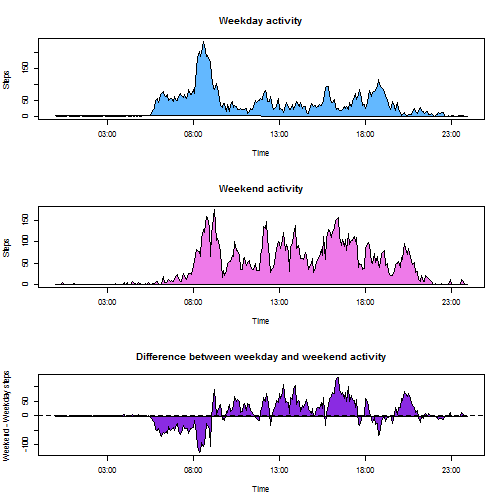 Weekday activity
Steps
150
50
0
03:00 08:00 13:00 18:00 23:00
Time
Weekend activity
Steps
150
100
50
0
03:00 08:00 13:00 18:00 23:00
Time
Difference between weekday and weekend activity
Weekend - Weekday steps
50
0
-100
03:00 08:00 13:00 18:00 23:00
Time